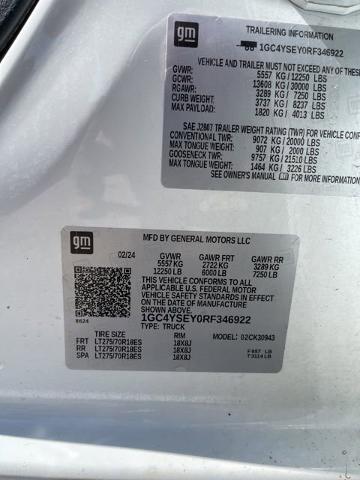 gm
TRAILERING INFORMATION
1GC4YSEY0RF346922
VEHICLE AND TRAILER MUST NOT EXCEED ANY OF THESE
GVWR: 5557 KG/ 12250 LBS
GCWR: 13608 KG/ 30000 LBS
RGAWR: 3289 KG/ 7250 LBS
CURB WEIGHT: 3737 KG/ 8237 LBS
MAX PAYLOAD: 1820 KG/ 4013 LBS
SAE J2807 TRAILER WEIGHT RATING (TWR) FOR VEHICLE
CONVENTIONAL TWR: 9072 KG/ 20000 LBS
MAX TONGUE WEIGHT: 907 KG/ 2000 LBS
GOOSENECK TWR: 9757 KG/ 21510 LBS
MAX TONGUE WEIGHT: 1464 KG/ 3226 LBS
SEE OWNER'S MANUAL
gm
MFD BY GENERAL MOTORS LLC
02/24 GVWR GAWR FRT GAWR RR
5557 KG 2722 KG 3289 KG
12250 LB 6000 LB 7250 LB
THIS VEHICLE CONFORMS TO ALL
APPLICABLE U.S. FEDERAL MOTOR
VEHICLE SAFETY STANDARDS IN
EFFECT ON THE DATE OF
MANUFACTURE SHOWN ABOVE.
1GC4YSEY0RF346922
TYPE: TRUCK
TIRE SIZE RIM 02CK30943
FRT LT275/70R18ES 18X8J
RR LT275/70R18ES 18X8J
SPA LT275/70R18ES 18X8J